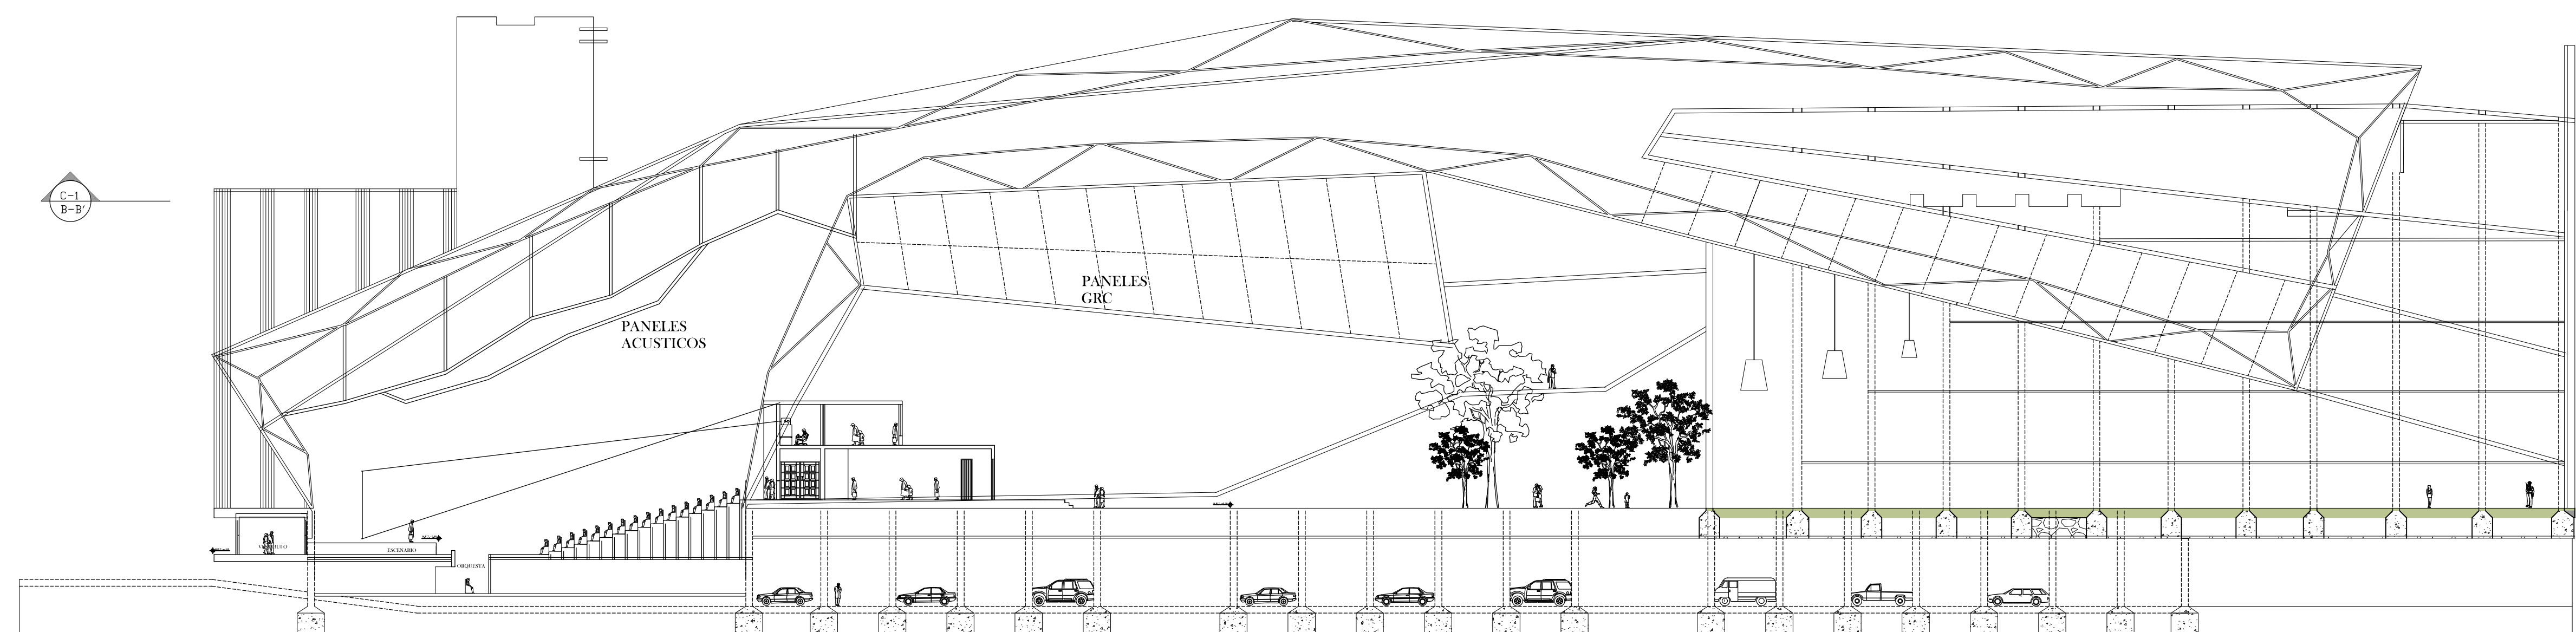 C-1
B-B'
PANELES
ACUSTICOS
PANELES
GRC
ESCENARIO
ORQUESTA